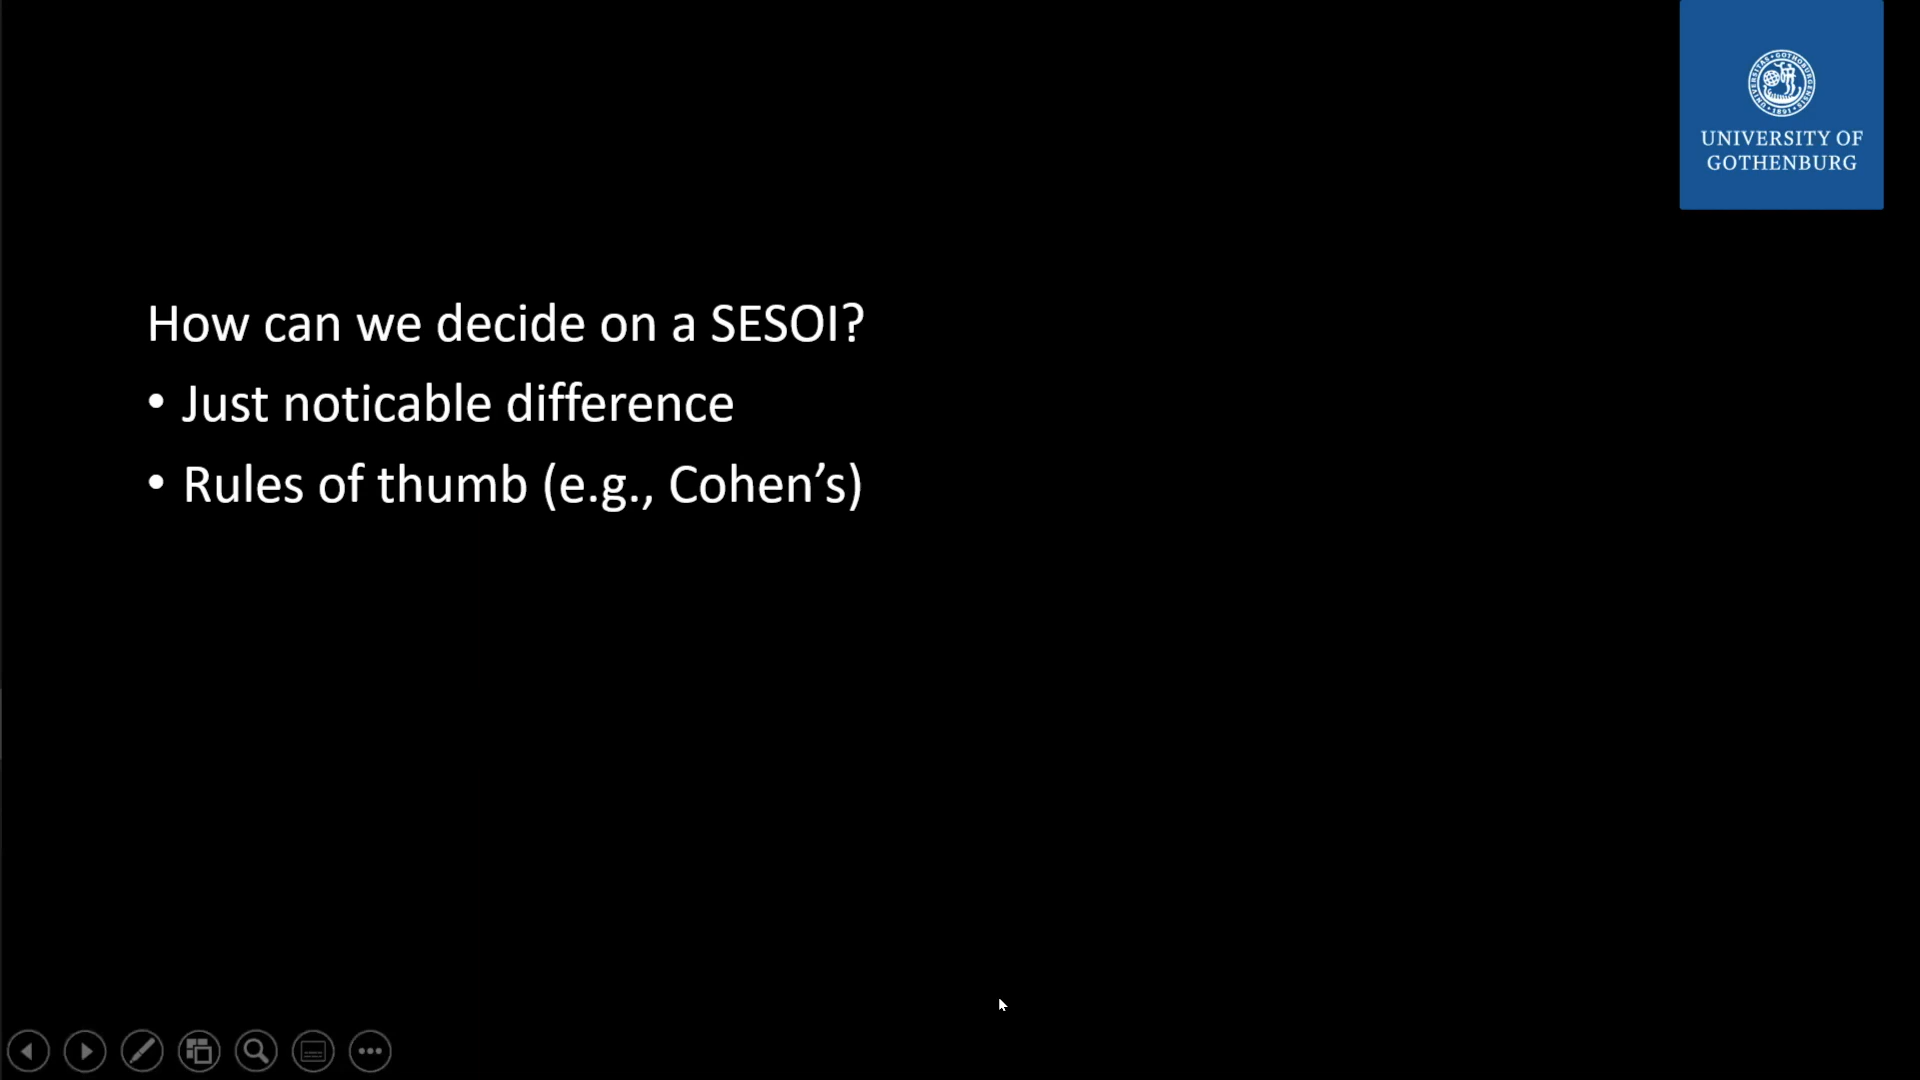 UNIVERSITY OF
GOTHENBURG
How can we decide on a SESOI?
• Just noticable difference
• Rules of thumb (e.g., Cohen’s)